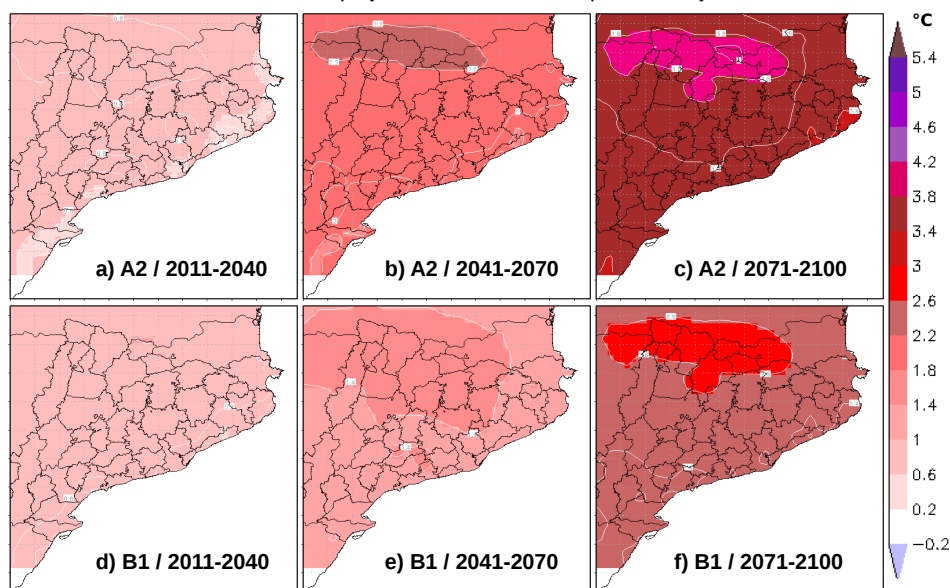 °C
5.4
5
4.6
4.2
3.8
3.4
3
2.6
2.2
1.8
1.4
1
0.6
0.2
−0.2
a) A2 / 2011-2040
b) A2 / 2041-2070
c) A2 / 2071-2100
d) B1 / 2011-2040
e) B1 / 2041-2070
f) B1 / 2071-2100